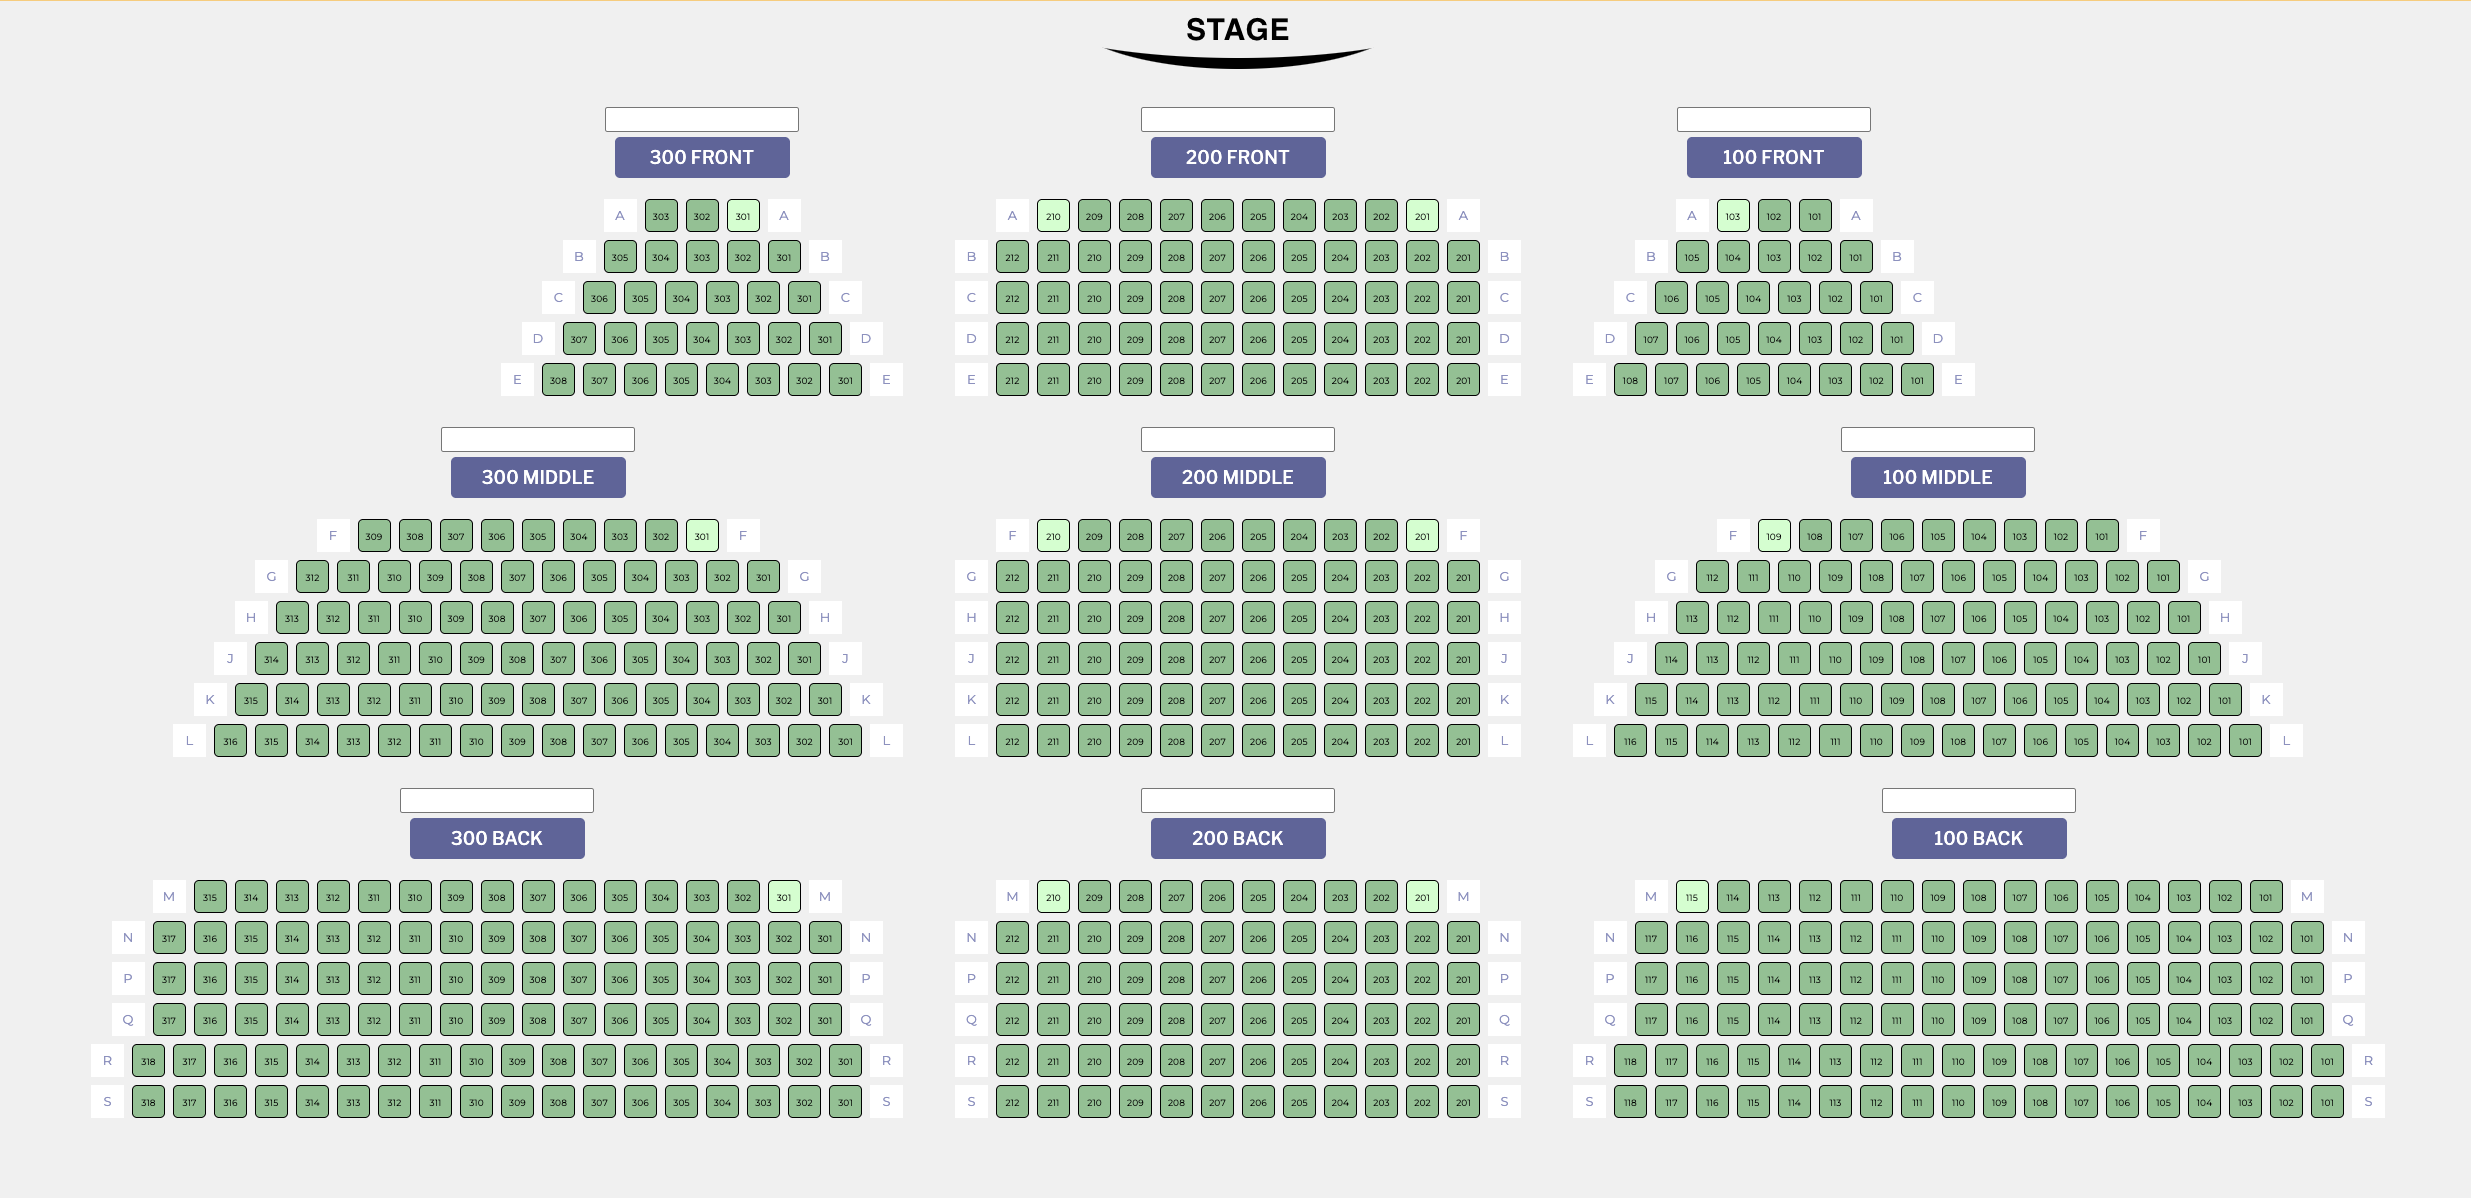 STAGE
300 FRONT 200 FRONT 100 FRONT
A 303 302 301 A A 210 209 208 207 206 205 204 203 202 201 A A 103 102 101 A
B 305 304 303 302 301 B B 212 211 210 209 208 207 206 205 204 203 202 201 B B 105 104 103 102 101 B
C 306 305 304 303 302 301 C C 212 211 210 209 208 207 206 205 204 203 202 201 C C 106 105 104 103 102 101 C
D 307 306 305 304 303 302 301 D D 212 211 210 209 208 207 206 205 204 203 202 201 D D 107 106 105 104 103 102 101 D
E 308 307 306 305 304 303 302 301 E E 212 211 210 209 208 207 206 205 204 203 202 201 E E 108 107 106 105 104 103 102 101 E
300 MIDDLE 200 MIDDLE 100 MIDDLE
F 309 308 307 306 305 304 303 302 301 F F 210 209 208 207 206 205 204 203 202 201 F F 109 108 107 106 105 104 103 102 101 F
G 312 311 310 309 308 307 306 305 304 303 302 301 G G 212 211 210 209 208 207 206 205 204 203 202 201 G G 112 111 110 109 108 107 106 105 104 103 102 101 G
H 313 312 311 310 309 308 307 306 305 304 303 302 301 H H 212 211 210 209 208 207 206 205 204 203 202 201 H H 113 112 111 110 109 108 107 106 105 104 103 102 101 H
J 314 313 312 311 310 309 308 307 306 305 304 303 302 301 J J 212 211 210 209 208 207 206 205 204 203 202 201 J J 114 113 112 111 110 109 108 107 106 105 104 103 102 101 J
K 315 314 313 312 311 310 309 308 307 306 305 304 303 302 301 K K 212 211 210 209 208 207 206 205 204 203 202 201 K K 115 114 113 112 111 110 109 108 107 106 105 104 103 102 101 K
L 316 315 314 313 312 311 310 309 308 307 306 305 304 303 302 301 L L 212 211 210 209 208 207 206 205 204 203 202 201 L L 116 115 114 113 112 111 110 109 108 107 106 105 104 103 102 101 L
300 BACK 200 BACK 100 BACK
M 315 314 313 312 311 310 309 308 307 306 305 304 303 302 301 M M 210 209 208 207 206 205 204 203 202 201 M M 115 114 113 112 111 110 109 108 107 106 105 104 103 102 101 M
N 317 316 315 314 313 312 311 310 309 308 307 306 305 304 303 302 301 N N 212 211 210 209 208 207 206 205 204 203 202 201 N N 117 116 115 114 113 112 111 110 109 108 107 106 105 104 103 102 101 N
P 317 316 315 314 313 312 311 310 309 308 307 306 305 304 303 302 301 P P 212 211 210 209 208 207 206 205 204 203 202 201 P P 117 116 115 114 113 112 111 110 109 108 107 106 105 104 103 102 101 P
Q 317 316 315 314 313 312 311 310 309 308 307 306 305 304 303 302 301 Q Q 212 211 210 209 208 207 206 205 204 203 202 201 Q Q 117 116 115 114 113 112 111 110 109 108 107 106 105 104 103 102 101 Q
R 318 317 316 315 314 313 312 311 310 309 308 307 306 305 304 303 302 301 R R 212 211 210 209 208 207 206 205 204 203 202 201 R R 118 117 116 115 114 113 112 111 110 109 108 107 106 105 104 103 102 101 R
S 318 317 316 315 314 313 312 311 310 309 308 307 306 305 304 303 302 301 S S 212 211 210 209 208 207 206 205 204 203 202 201 S S 118 117 116 115 114 113 112 111 110 109 108 107 106 105 104 103 102 101 S